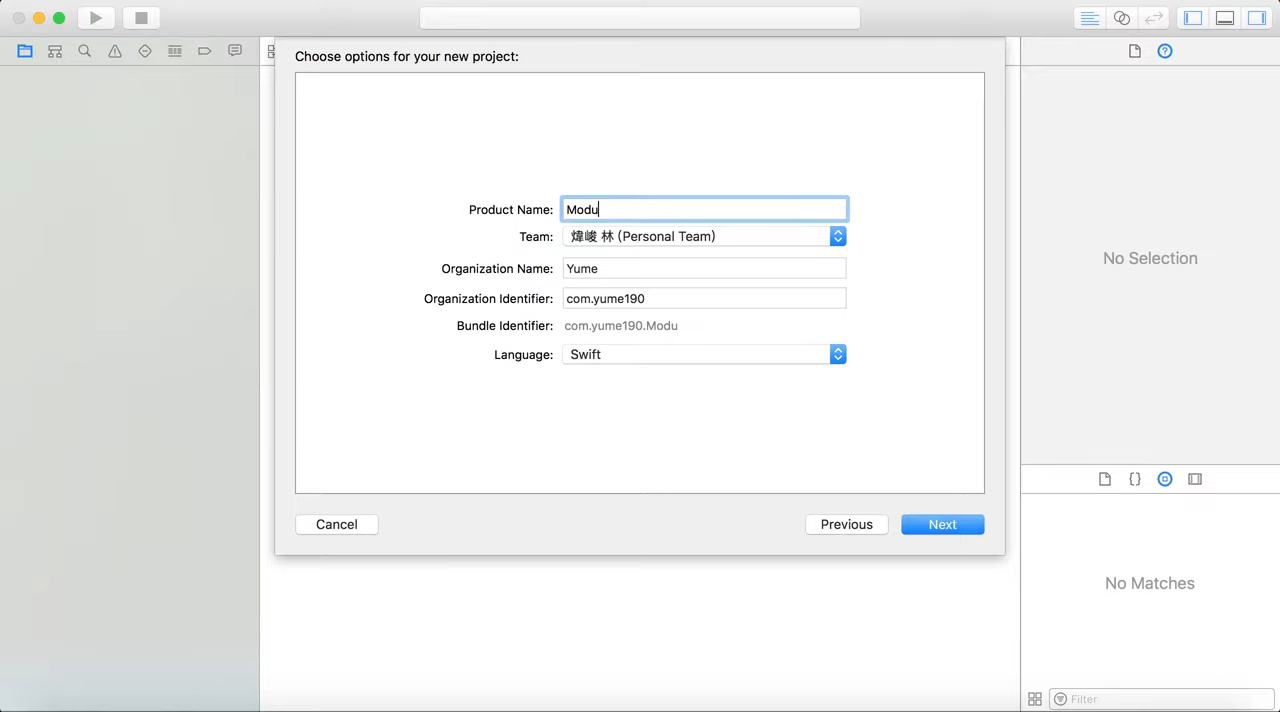 Choose options for your new project:
Product Name: Modu
Team: 煒峻 林 (Personal Team)
Organization Name: Yume
Organization Identifier: com.yume190
Bundle Identifier: com.yume190.Modu
Language: Swift
Cancel
Previous
Next
No Selection
No Matches
Filter